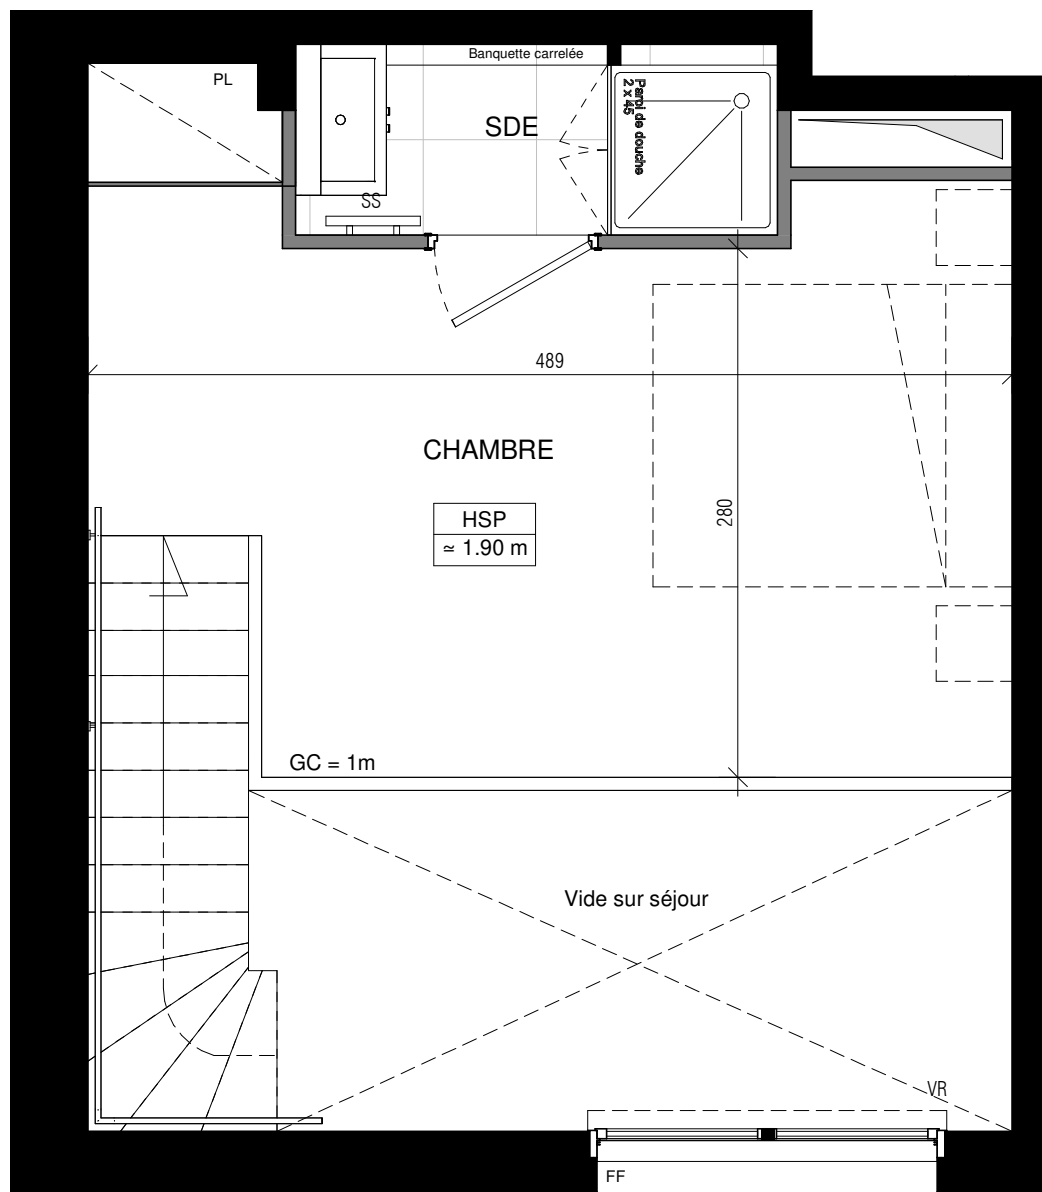 Banquette carrelée
PL
SDE
Paroi de douche
2 x 45
SS
489
CHAMBRE
280
HSP
≃ 1.90 m
GC = 1m
Vide sur séjour
VR
FF